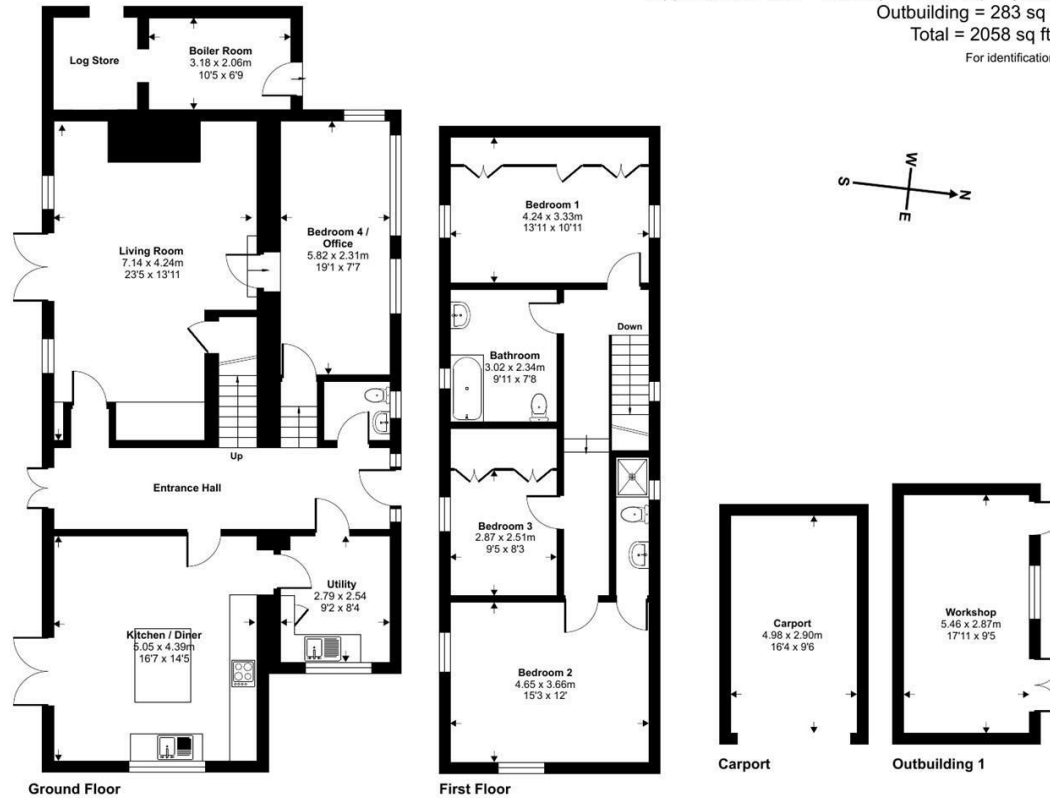 Outbuilding = 283 sq
Total = 2058 sq ft
For identification
Log Store
Boiler Room
3.18 x 2.06m
10'5 x 6'9
Living Room
7.14 x 4.24m
23'5 x 13'11
Bedroom 4 /
Office
5.82 x 2.31m
19'1 x 7'7
Up
Entrance Hall
Kitchen / Diner
5.05 x 4.39m
16'7 x 14'5
Utility
2.79 x 2.54
9'2 x 8'4
Ground Floor
Bedroom 1
4.24 x 3.33m
13'11 x 10'11
Down
Bathroom
3.02 x 2.34m
9'11 x 7'8
Bedroom 3
2.87 x 2.51m
9'5 x 8'3
Bedroom 2
4.65 x 3.66m
15'3 x 12'
First Floor
W
S
N
E
Carport
4.98 x 2.90m
16'4 x 9'6
Carport
Workshop
5.46 x 2.87m
17'11 x 9'5
Outbuilding 1